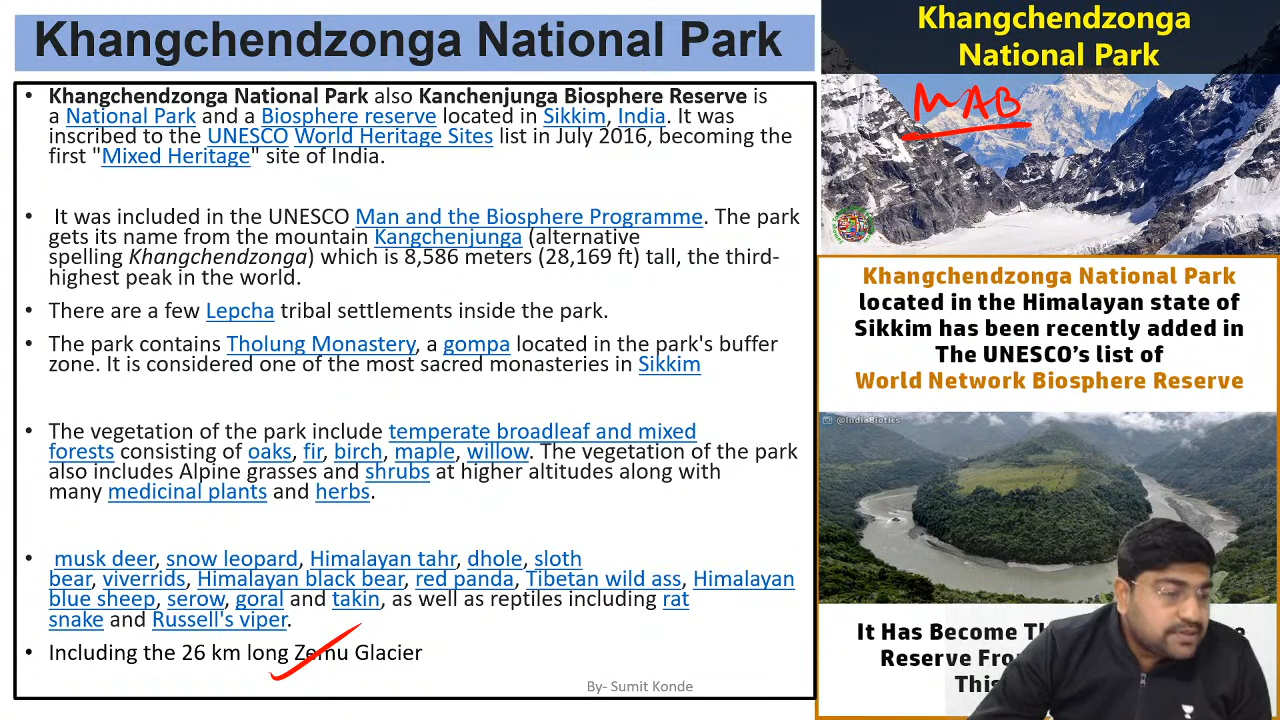 Khangchendzonga National Park
• Khangchendzonga National Park also Kanchenjunga Biosphere Reserve is
a National Park and a Biosphere reserve located in Sikkim, India. It was
inscribed to the UNESCO World Heritage Sites list in July 2016, becoming the
first "Mixed Heritage" site of India.
• It was included in the UNESCO Man and the Biosphere Programme. The park
gets its name from the mountain Kangchenjunga (alternative
spelling Khangchendzonga) which is 8,586 meters (28,169 ft) tall, the third-
highest peak in the world.
• There are a few Lepcha tribal settlements inside the park.
• The park contains Tholung Monastery, a gompa located in the park's buffer
zone. It is considered one of the most sacred monasteries in Sikkim
• The vegetation of the park include temperate broadleaf and mixed
forests consisting of oaks, fir, birch, maple, willow. The vegetation of the park
also includes Alpine grasses and shrubs at higher altitudes along with
many medicinal plants and herbs.
• musk deer, snow leopard, Himalayan tahr, dhole, sloth
bear, viverrids, Himalayan black bear, red panda, Tibetan wild ass, Himalayan
blue sheep, serow, goral and takin, as well as reptiles including rat
snake and Russell's viper.
• Including the 26 km long Zemu Glacier
By- Sumit Konde
Khangchendzonga
National Park
MAB
Khangchendzonga National Park
located in the Himalayan state of
Sikkim has been recently added in
The UNESCO's list of
World Network Biosphere Reserve
@IndiaBiotics
It Has Become
Reserve
This